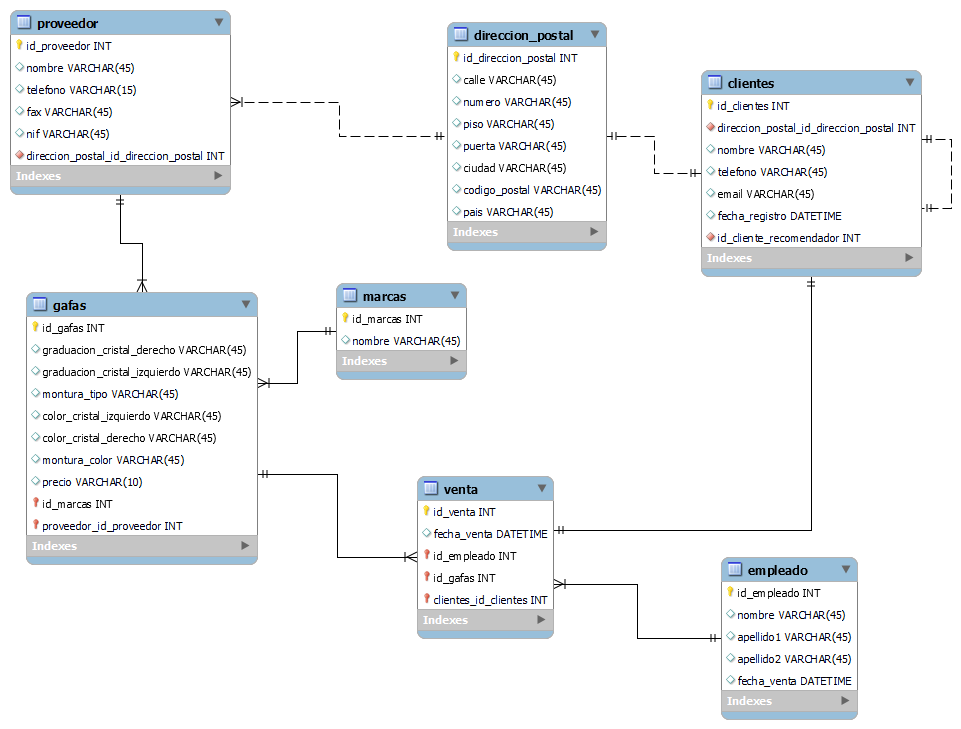 proveedor
id_proveedor INT
nombre VARCHAR(45)
telefono VARCHAR(15)
fax VARCHAR(45)
nif VARCHAR(45)
direccion_postal_id_direccion_postal INT
Indexes
direccion_postal
id_direccion_postal INT
calle VARCHAR(45)
numero VARCHAR(45)
piso VARCHAR(45)
puerta VARCHAR(45)
ciudad VARCHAR(45)
codigo_postal VARCHAR(45)
pais VARCHAR(45)
Indexes
clientes
id_clientes INT
direccion_postal_id_direccion_postal INT
nombre VARCHAR(45)
telefono VARCHAR(45)
email VARCHAR(45)
fecha_registro DATETIME
id_cliente_recomendador INT
Indexes
gafas
id_gafas INT
graduacion_cristal_derecho VARCHAR(45)
graduacion_cristal_izquierdo VARCHAR(45)
montura_tipo VARCHAR(45)
color_cristal_izquierdo VARCHAR(45)
color_cristal_derecho VARCHAR(45)
montura_color VARCHAR(45)
precio VARCHAR(10)
id_marcas INT
proveedor_id_proveedor INT
Indexes
marcas
id_marcas INT
nombre VARCHAR(45)
Indexes
venta
id_venta INT
fecha_venta DATETIME
id_empleado INT
id_gafas INT
clientes_id_clientes INT
Indexes
empleado
id_empleado INT
nombre VARCHAR(45)
apellido1 VARCHAR(45)
apellido2 VARCHAR(45)
fecha_venta DATETIME
Indexes